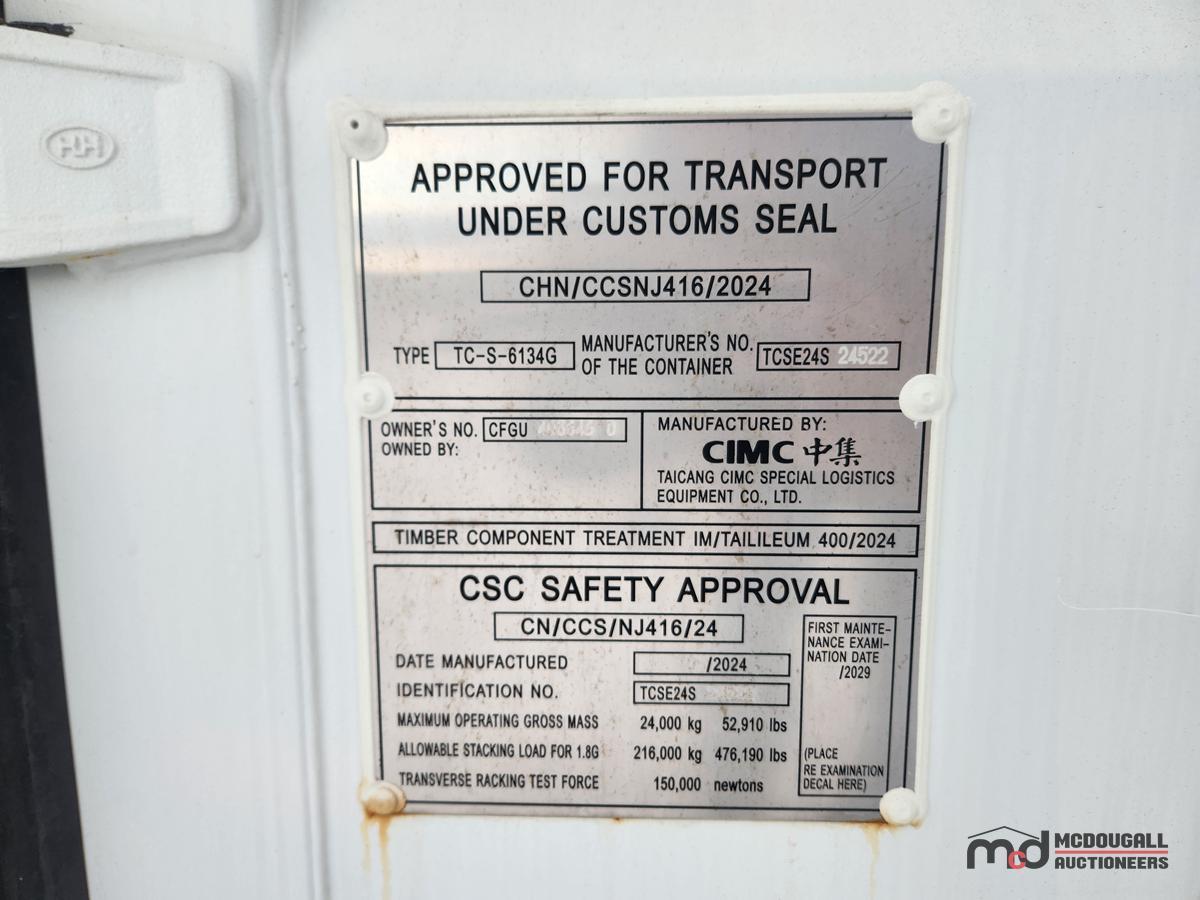 HH
APPROVED FOR TRANSPORT
UNDER CUSTOMS SEAL
CHN/CCSNJ416/2024
TYPE TC-S-6134G MANUFACTURER'S NO. OF THE CONTAINER TCSE24S 24522
OWNER'S NO. CFGU
OWNED BY:
MANUFACTURED BY:
CIMC 中集
TAICANG CIMC SPECIAL LOGISTICS
EQUIPMENT CO., LTD.
TIMBER COMPONENT TREATMENT IM/TAILILEUM 400/2024
CSC SAFETY APPROVAL
CN/CCS/NJ416/24
DATE MANUFACTURED /2024
IDENTIFICATION NO. TCSE24S
MAXIMUM OPERATING GROSS MASS 24,000 kg 52,910 lbs
ALLOWABLE STACKING LOAD FOR 1.8G 216,000 kg 476,190 lbs
TRANSVERSE RACKING TEST FORCE 150,000 newtons
FIRST MAINTE-
NANCE EXAMI-
NATION DATE
/2029
(PLACE
RE EXAMINATION
DECAL HERE)
mcd MCDOUGALL
AUCTIONEERS